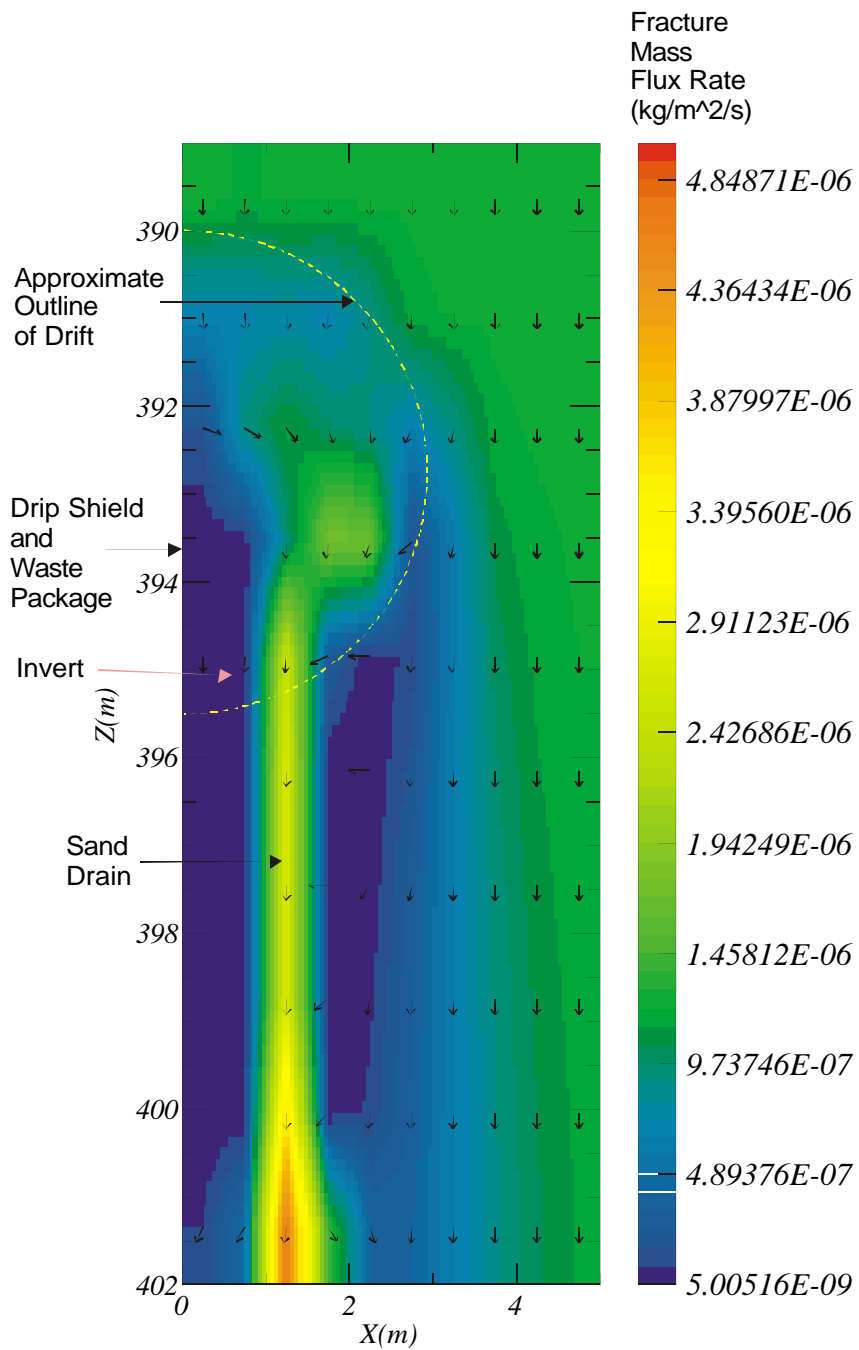 Fracture
Mass
Flux Rate
(kg/m^2/s)
4.84871E-06
390
Approximate
Outline
of Drift
4.36434E-06
392
3.87997E-06
Drip Shield
and
Waste
Package
3.39560E-06
394
2.91123E-06
Invert
Z(m)
2.42686E-06
396
Sand
Drain
1.94249E-06
398
1.45812E-06
9.73746E-07
400
4.89376E-07
402
5.00516E-09
0 2 4
X(m)